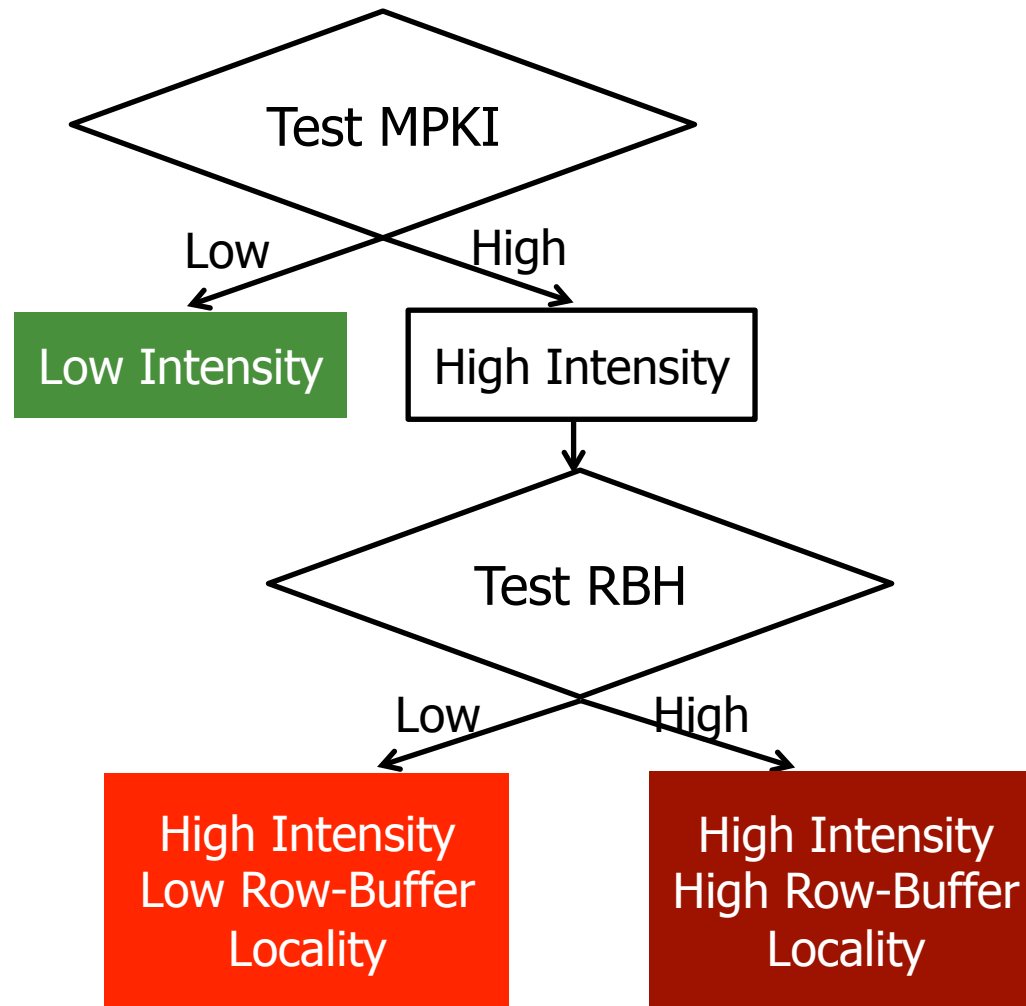 Test MPKI
Low
High
Low Intensity
High Intensity
Test RBH
Low
High
High Intensity
Low Row-Buffer
Locality
High Intensity
High Row-Buffer
Locality